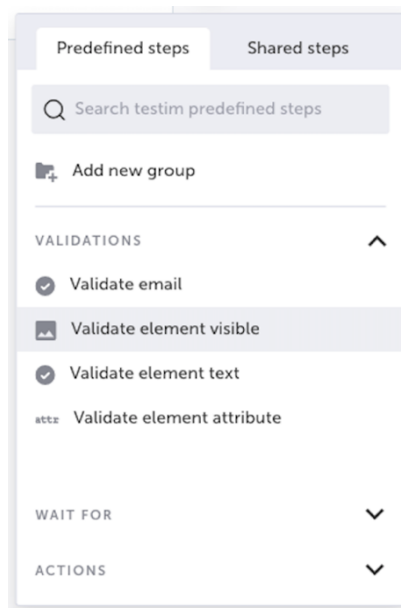 Predefined steps
Shared steps
Search testim predefined steps
Add new group
VALIDATIONS
Validate email
Validate element visible
Validate element text
attr Validate element attribute
WAIT FOR
ACTIONS